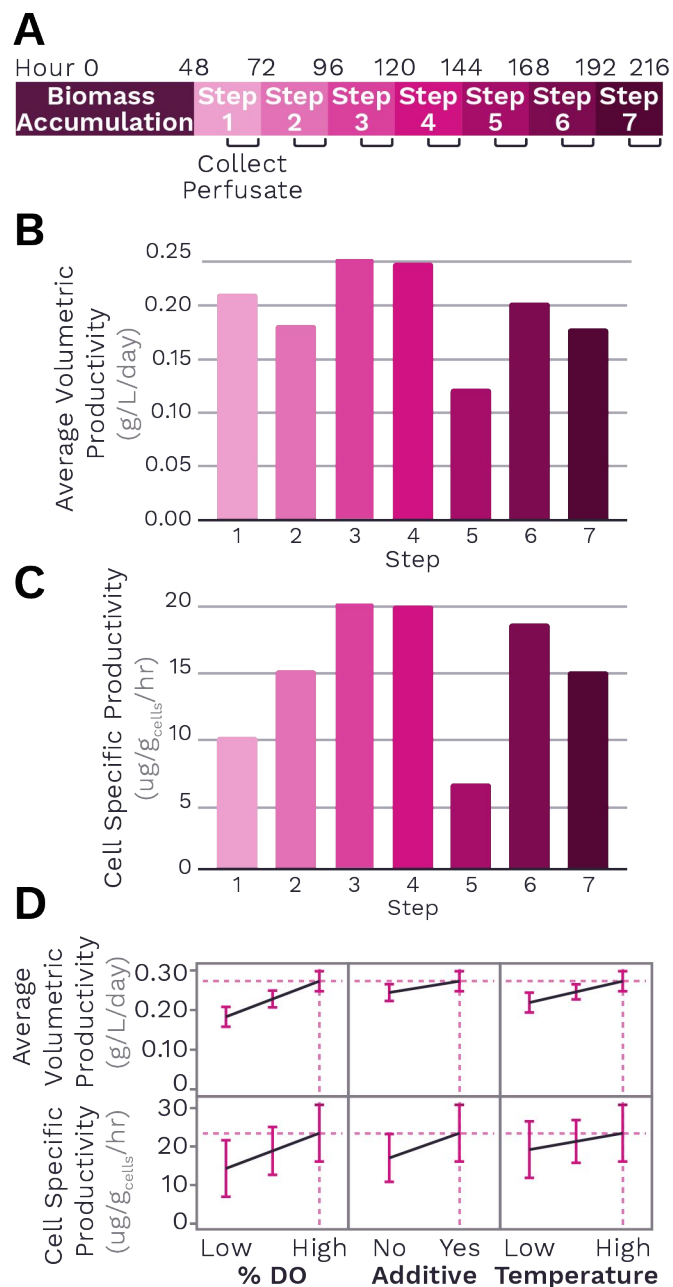 A
Hour 0 48 72 96 120 144 168 192 216
Biomass Accumulation
Step 1
Step 2
Step 3
Step 4
Step 5
Step 6
Step 7
Collect
Perfusate
B
Average Volumetric
Productivity
(g/L/day)
0.25
0.20
0.15
0.10
0.05
0.00
1 2 3 4 5 6 7
Step
C
Cell Specific Productivity
(ug/gcells/hr)
20
15
10
5
0
1 2 3 4 5 6 7
Step
D
Average
Volumetric
Productivity
(g/L/day)
0.30
0.20
0.10
0
Cell Specific
Productivity
(ug/gcells/hr)
30
20
10
0
Low High No Yes Low High
% DO Additive Temperature